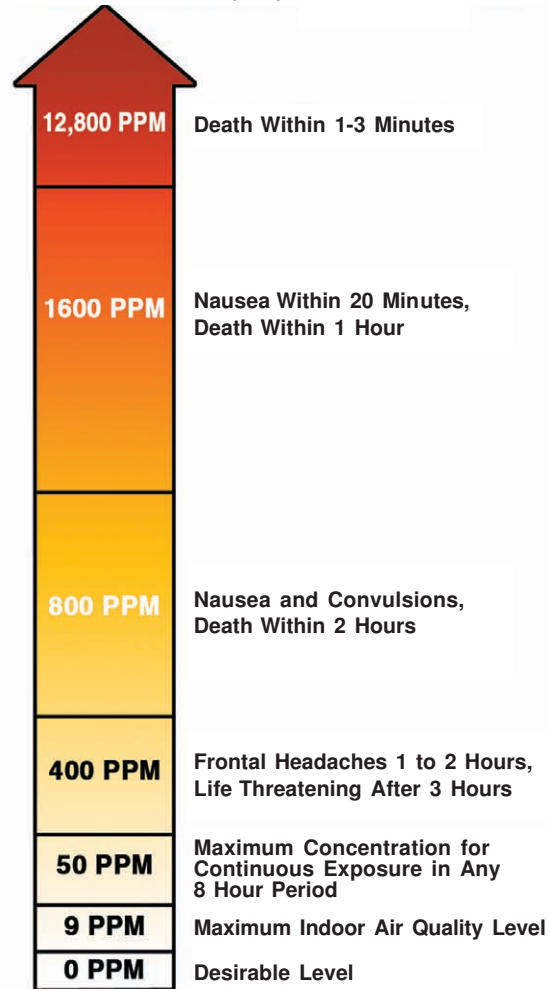 12,800 PPM
Death Within 1-3 Minutes
1600 PPM
Nausea Within 20 Minutes,
Death Within 1 Hour
800 PPM
Nausea and Convulsions,
Death Within 2 Hours
400 PPM
Frontal Headaches 1 to 2 Hours,
Life Threatening After 3 Hours
50 PPM
Maximum Concentration for
Continuous Exposure in Any
8 Hour Period
9 PPM
Maximum Indoor Air Quality Level
0 PPM
Desirable Level